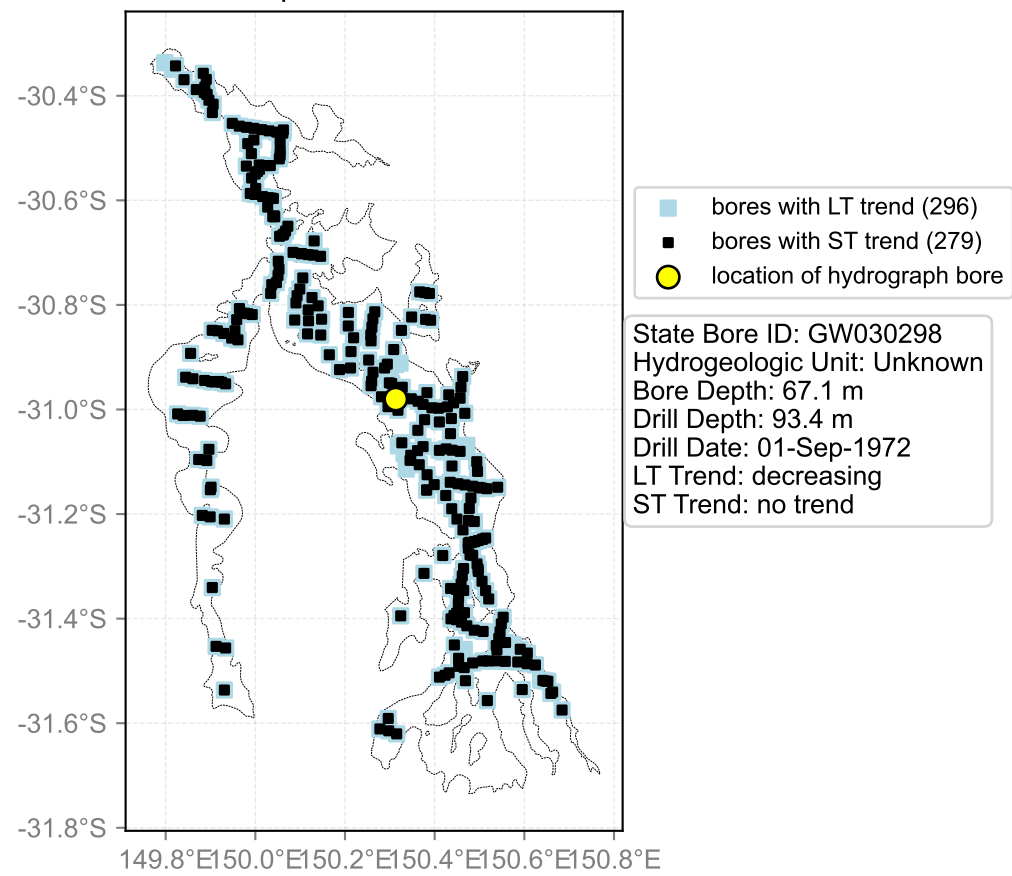 -30.4°S
-30.6°S
-30.8°S
-31.0°S
-31.2°S
-31.4°S
-31.6°S
-31.8°S
149.8°E150.0°E150.2°E150.4°E150.6°E150.8°E
bores with LT trend (296)
bores with ST trend (279)
location of hydrograph bore
State Bore ID: GW030298
Hydrogeologic Unit: Unknown
Bore Depth: 67.1 m
Drill Depth: 93.4 m
Drill Date: 01-Sep-1972
LT Trend: decreasing
ST Trend: no trend